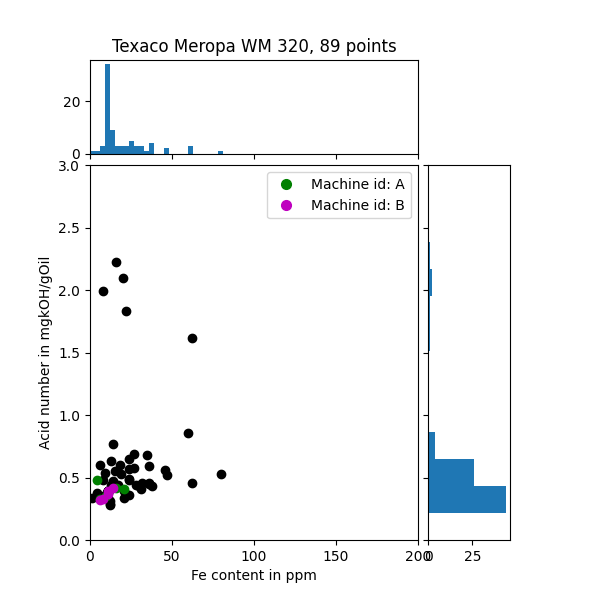 Texaco Meropa WM 320, 89 points
20
0
3.0
2.5
2.0
1.5
1.0
0.5
0.0
Acid number in mgkOH/gOil
Machine id: A
Machine id: B
0 50 100 150 200
0 25
Fe content in ppm